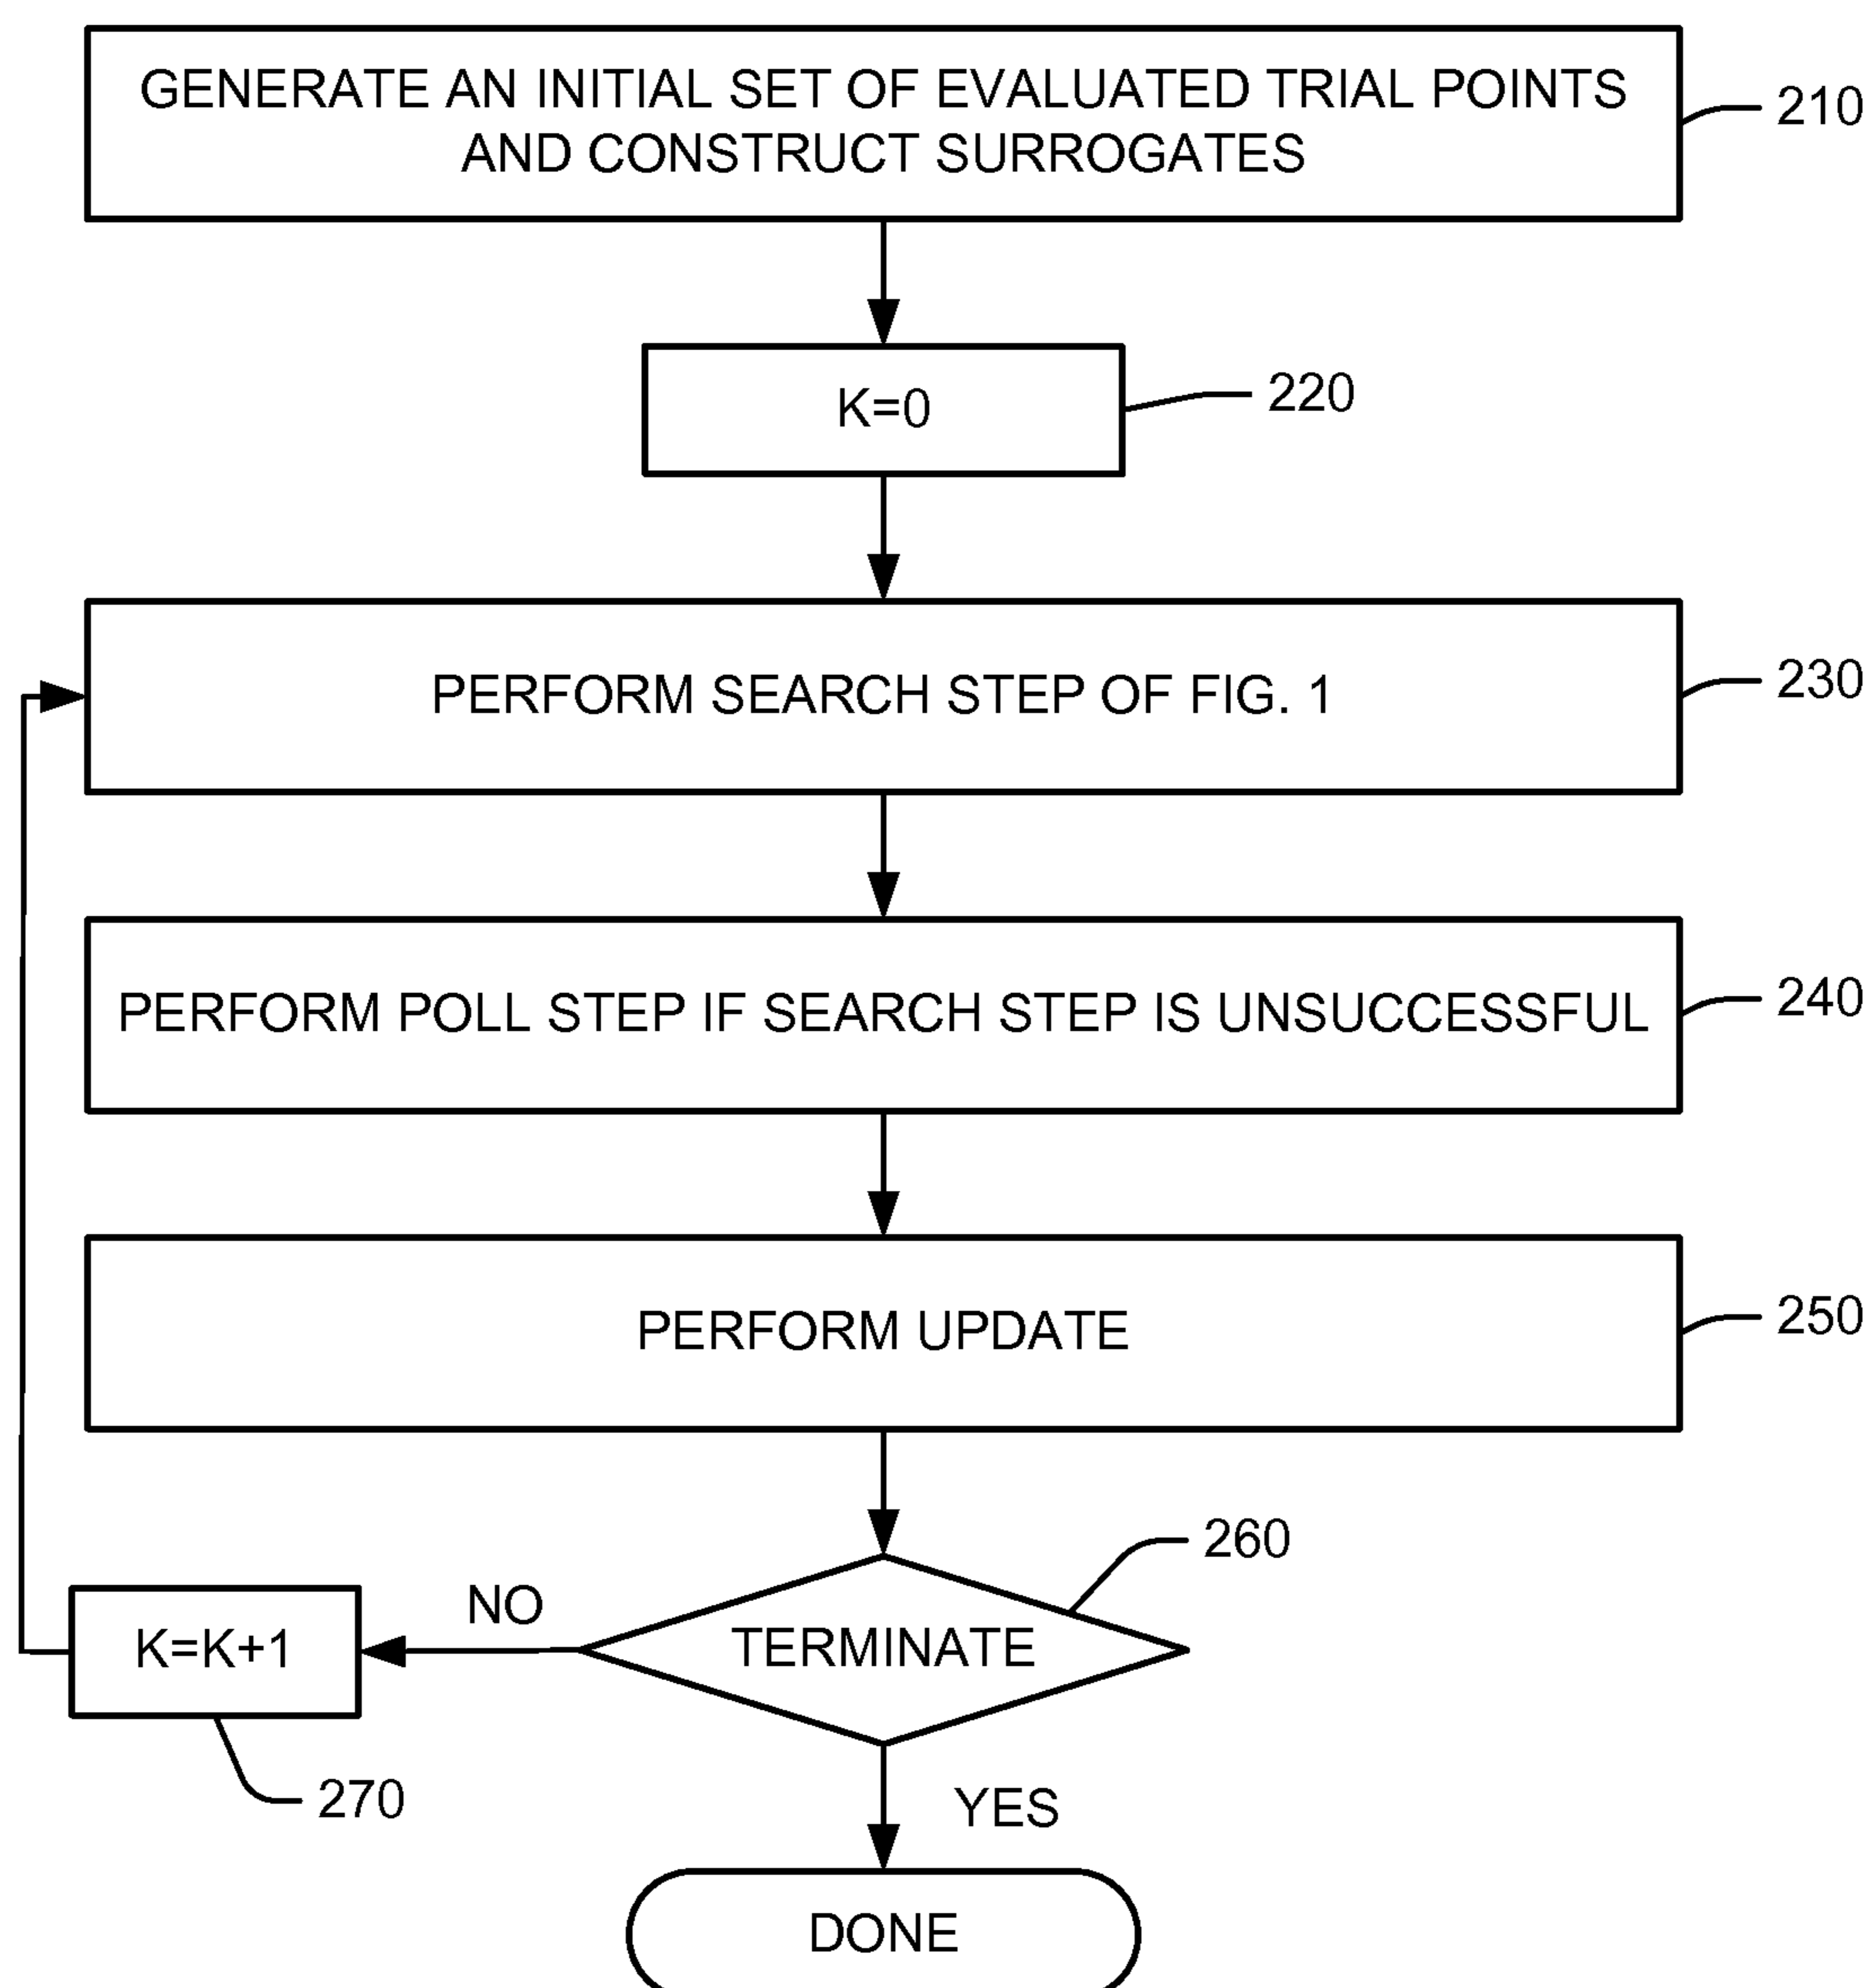 GENERATE AN INITIAL SET OF EVALUATED TRIAL POINTS
AND CONSTRUCT SURROGATES
210
K=0
220
PERFORM SEARCH STEP OF FIG. 1
230
PERFORM POLL STEP IF SEARCH STEP IS UNSUCCESSFUL
240
PERFORM UPDATE
250
260
TERMINATE
NO
K=K+1
270
YES
DONE